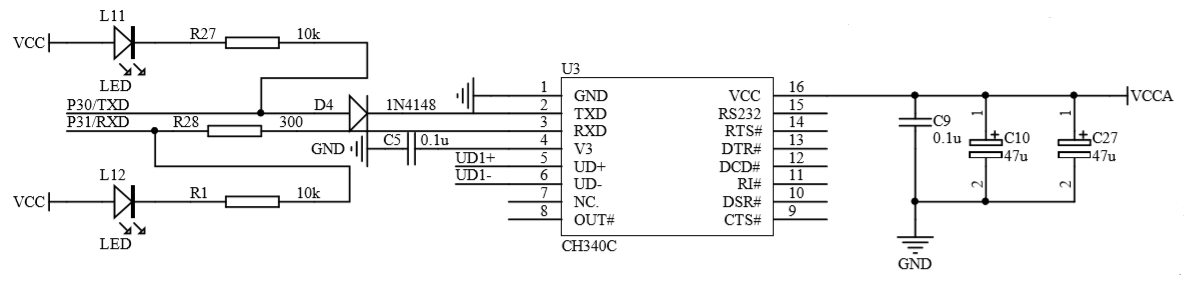 L11
VCC
R27
10k
LED
U3
P30/TXD
D4
1N4148
1
GND
VCC
16
VCCA
2
TXD
RS232
15
P31/RXD
R28
300
3
RXD
RTS#
14
C9
0.1u
1
+
C10
47u
2
1
+
C27
47u
2
GND
C5
0.1u
4
V3
DTR#
13
UD1+
5
UD+
DCD#
12
UD1-
6
UD-
RI#
11
L12
VCC
R1
10k
LED
7
NC.
DSR#
10
8
OUT#
CTS#
9
CH340C
GND